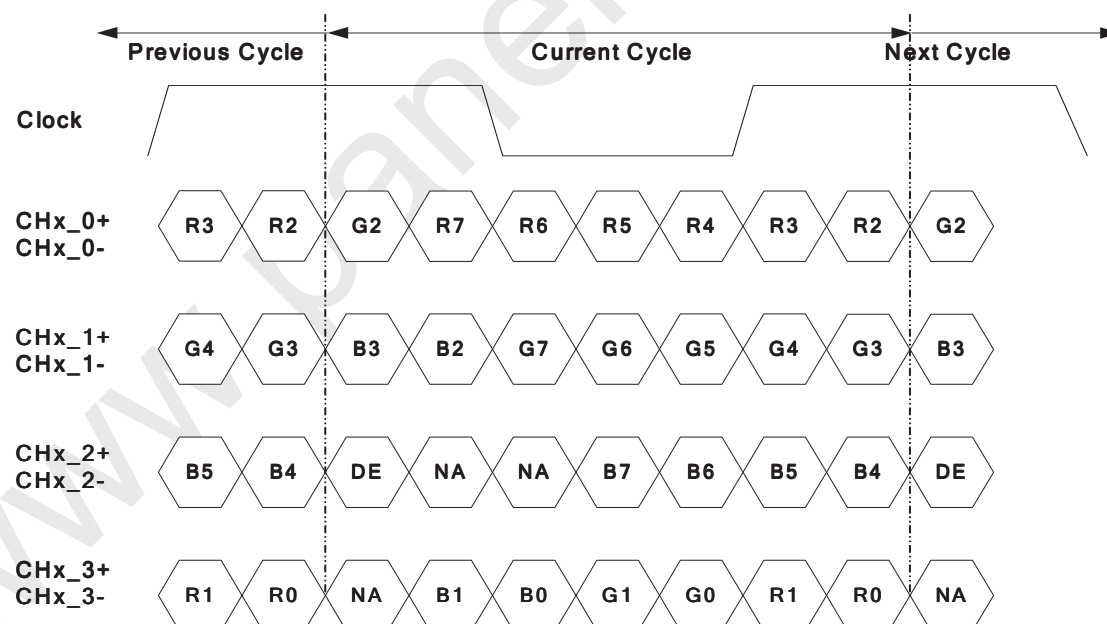 Previous Cycle Current Cycle Next Cycle
Clock
CHx_0+ R3 R2 G2 R7 R6 R5 R4 R3 R2 G2
CHx_0-
CHx_1+ G4 G3 B3 B2 G7 G6 G5 G4 G3 B3
CHx_1-
CHx_2+ B5 B4 DE NA NA B7 B6 B5 B4 DE
CHx_2-
CHx_3+ R1 R0 NA B1 B0 G1 G0 R1 R0 NA
CHx_3-
www.pane